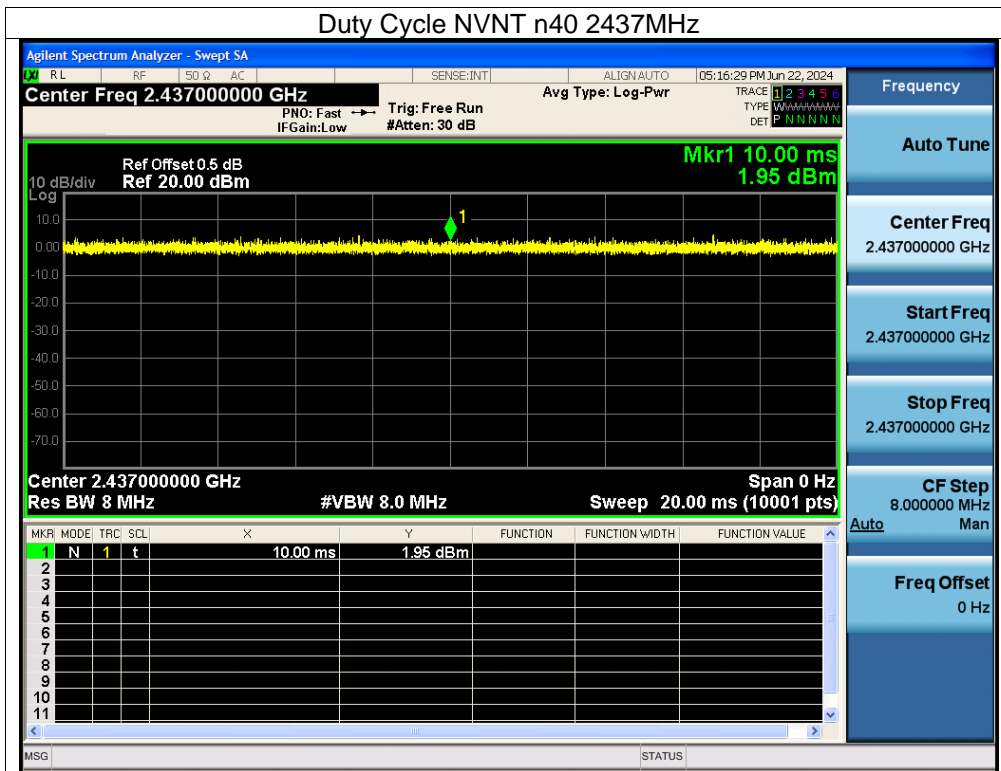 Duty Cycle NVNT n40 2437MHz
Agilent Spectrum Analyzer - Swept SA
LXI RL RF 50 Ω AC SENSE:INT ALIGN AUTO 05:16:29 PM Jun 22, 2024
Center Freq 2.437000000 GHz Avg Type: Log-Pwr TRACE 1 2 3 4 5 6
PNO: Fast Trig: Free Run TYPE WWWWWW
IFGain:Low #Atten: 30 dB DET P N N N N N
Mkr1 10.00 ms
1.95 dBm
Ref Offset 0.5 dB
10 dB/div Ref 20.00 dBm
Log
10.0
1
0.00
-10.0
-20.0
-30.0
-40.0
-50.0
-60.0
-70.0
Center 2.437000000 GHz Span 0 Hz
Res BW 8 MHz #VBW 8.0 MHz Sweep 20.00 ms (10001 pts)
MKR MODE TRC SCL X Y FUNCTION FUNCTION WIDTH FUNCTION VALUE
1 N 1 t 10.00 ms 1.95 dBm
2
3
4
5
6
7
8
9
10
11
MSG STATUS
Frequency
Auto Tune
Center Freq
2.437000000 GHz
Start Freq
2.437000000 GHz
Stop Freq
2.437000000 GHz
CF Step
8.000000 MHz
Auto Man
Freq Offset
0 Hz